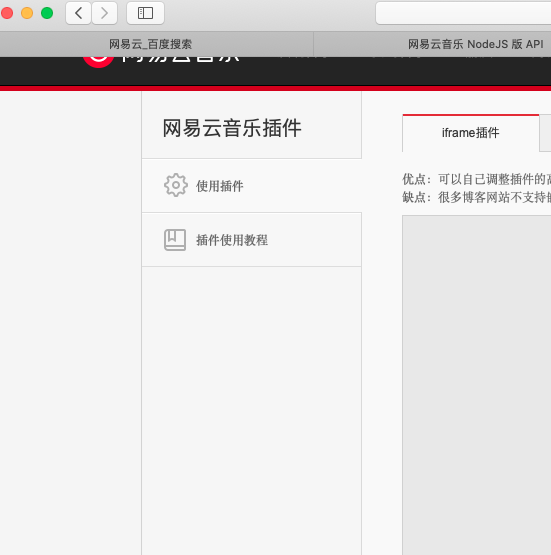 网易云_百度搜索
网易云音乐 NodeJS 版 API
网易云音乐
网易云音乐插件
使用插件
插件使用教程
iframe插件
优点：可以自己调整插件的
缺点：很多博客网站不支持